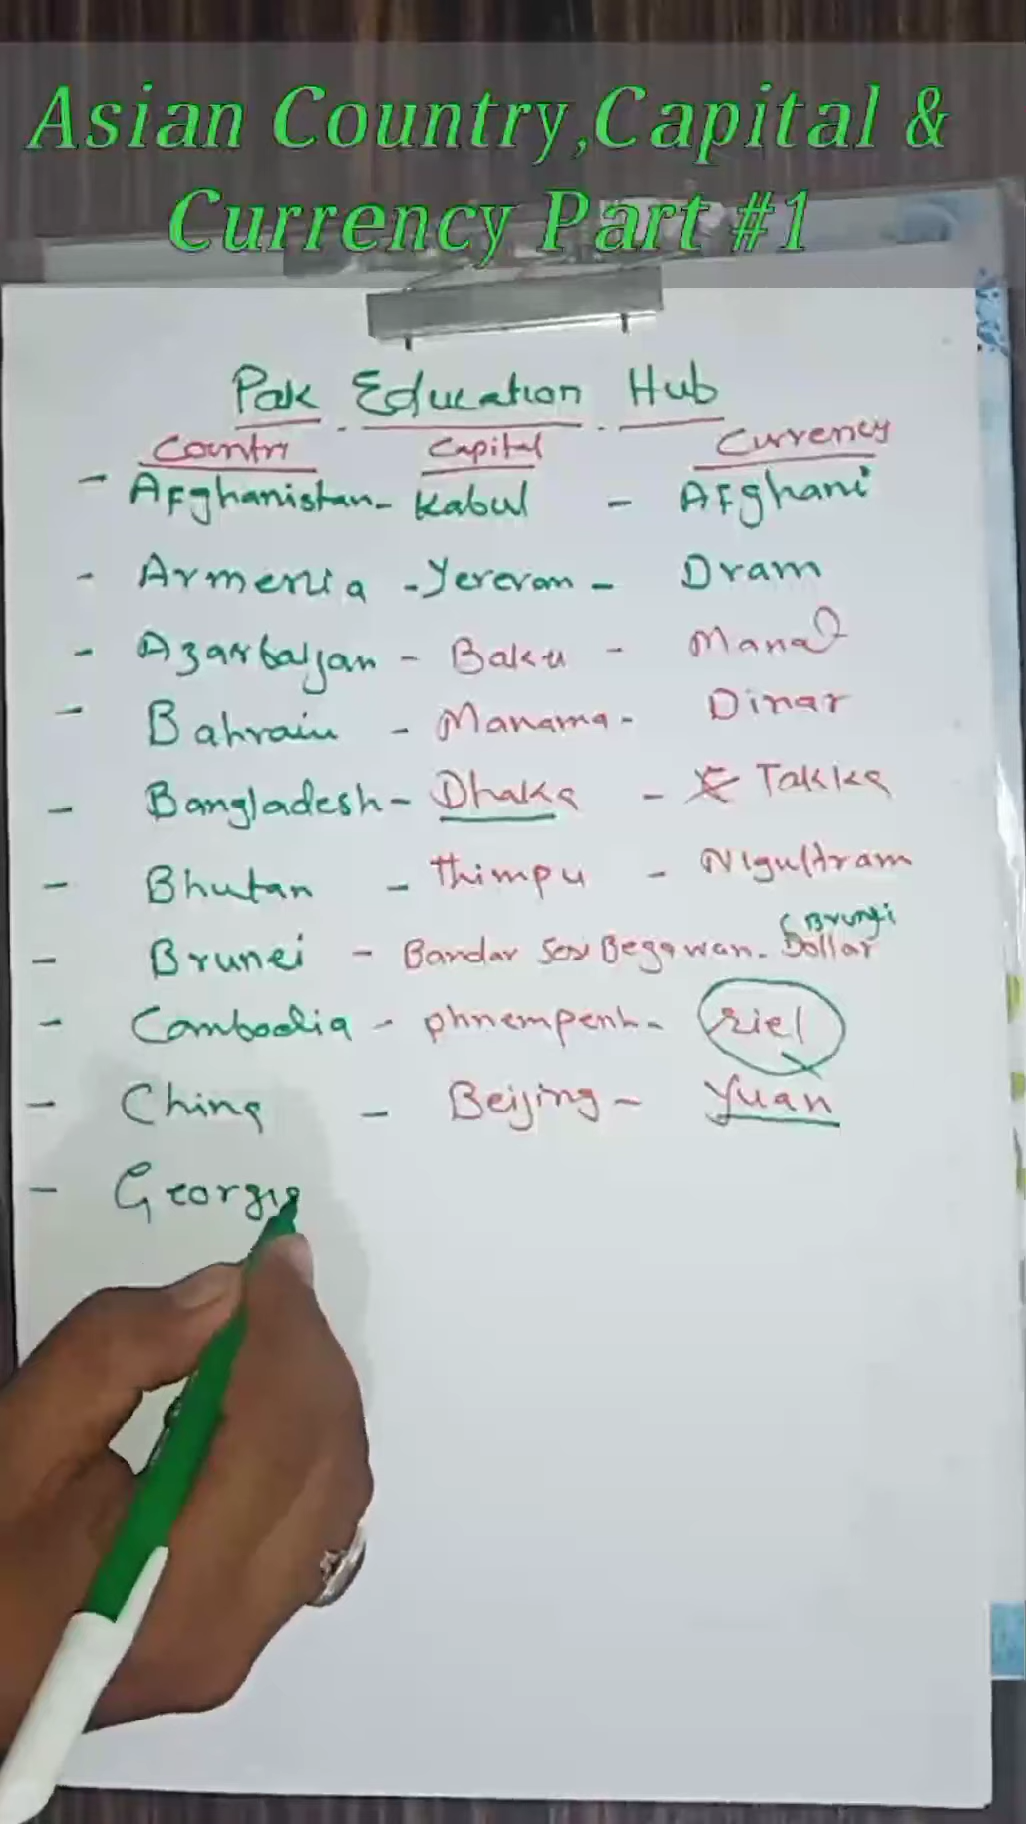 Asian Country,Capital &
Currency Part #1
Pak Education Hub
Country Capital Currency
- Afghanistan - Kabul - Afghani
- Armenia - Yerevan - Dram
- Azarbaijan - Baku - Manat
- Bahrain - Manama - Dinar
- Bangladesh - Dhaka - Takka
- Bhutan - Thimpu - Nigultram
- Brunei - Bandar Seri Begawan. Dollar (Brunei
- Cambodia - phnempenh - riel
- China - Beijing - Yuan
- Georgia